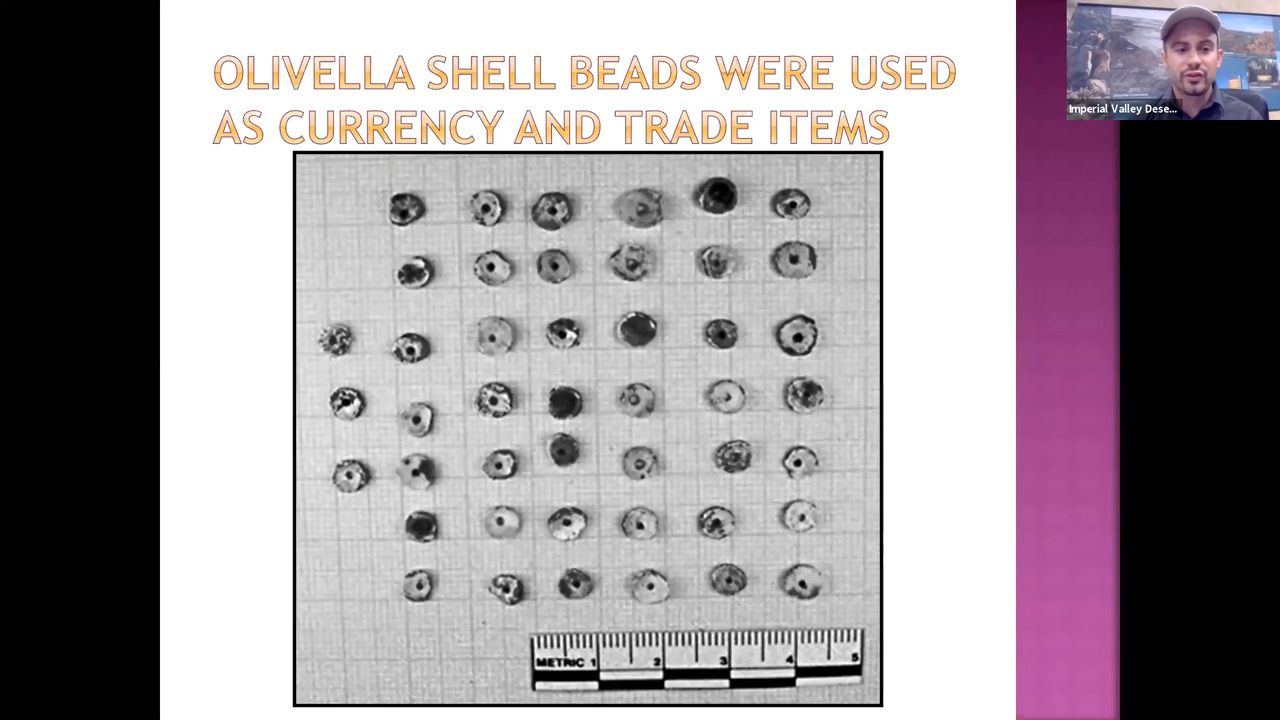 OLIVELLA SHELL BEADS WERE USED
AS CURRENCY AND TRADE ITEMS
Imperial Valley Dese...
METRIC 1 2 3 4 5